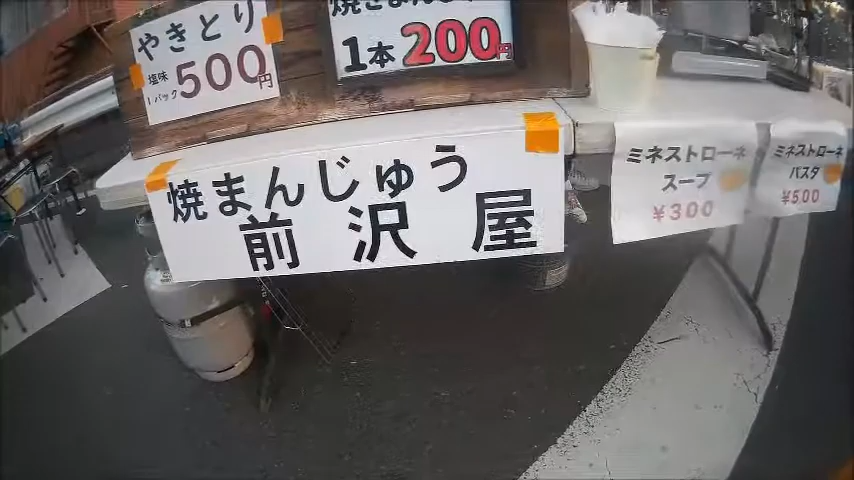 やきとり
塩味
1パック
500円
1本200円
焼まんじゅう
前沢屋
ミネストローネ
スープ
¥300
ミネストローネ
パスタ
¥500